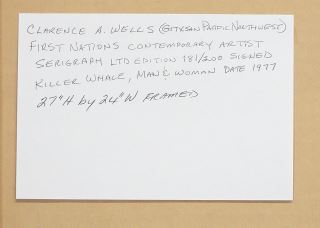 CLARENCE A. WELLS (GITXSAN PACIFIC NORTHWEST)
FIRST NATIONS CONTEMPORARY ARTIST
SERIGRAPH LTD EDITION 181/200 SIGNED
KILLER WHALE, MAN & WOMAN DATE 1977
27"H by 24"W FRAMED